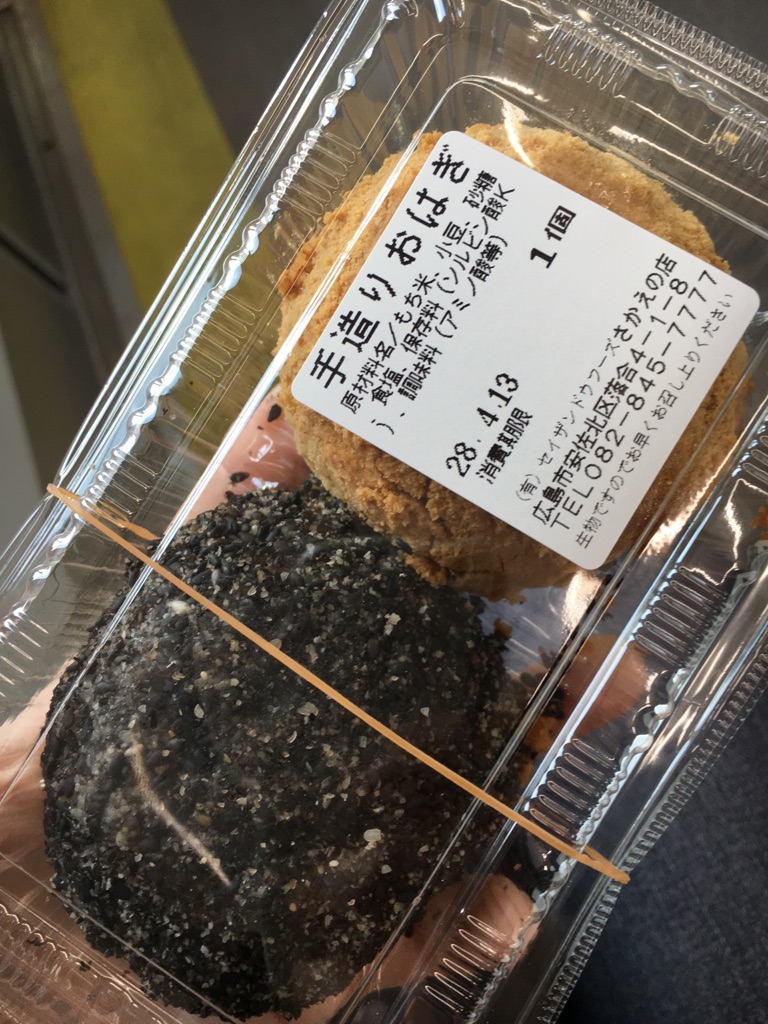 手造りおはぎ
原材料名／もち米、小豆、砂糖
食塩、保存料（ソルビン酸K
）、調味料（アミノ酸等）
1個
28. 4.13
消費期限
（有）セイザンドウフーズさかえの店
広島市安佐北区落合4-1-8
TEL082-845-7777
生物ですのでお早くお召し上りください